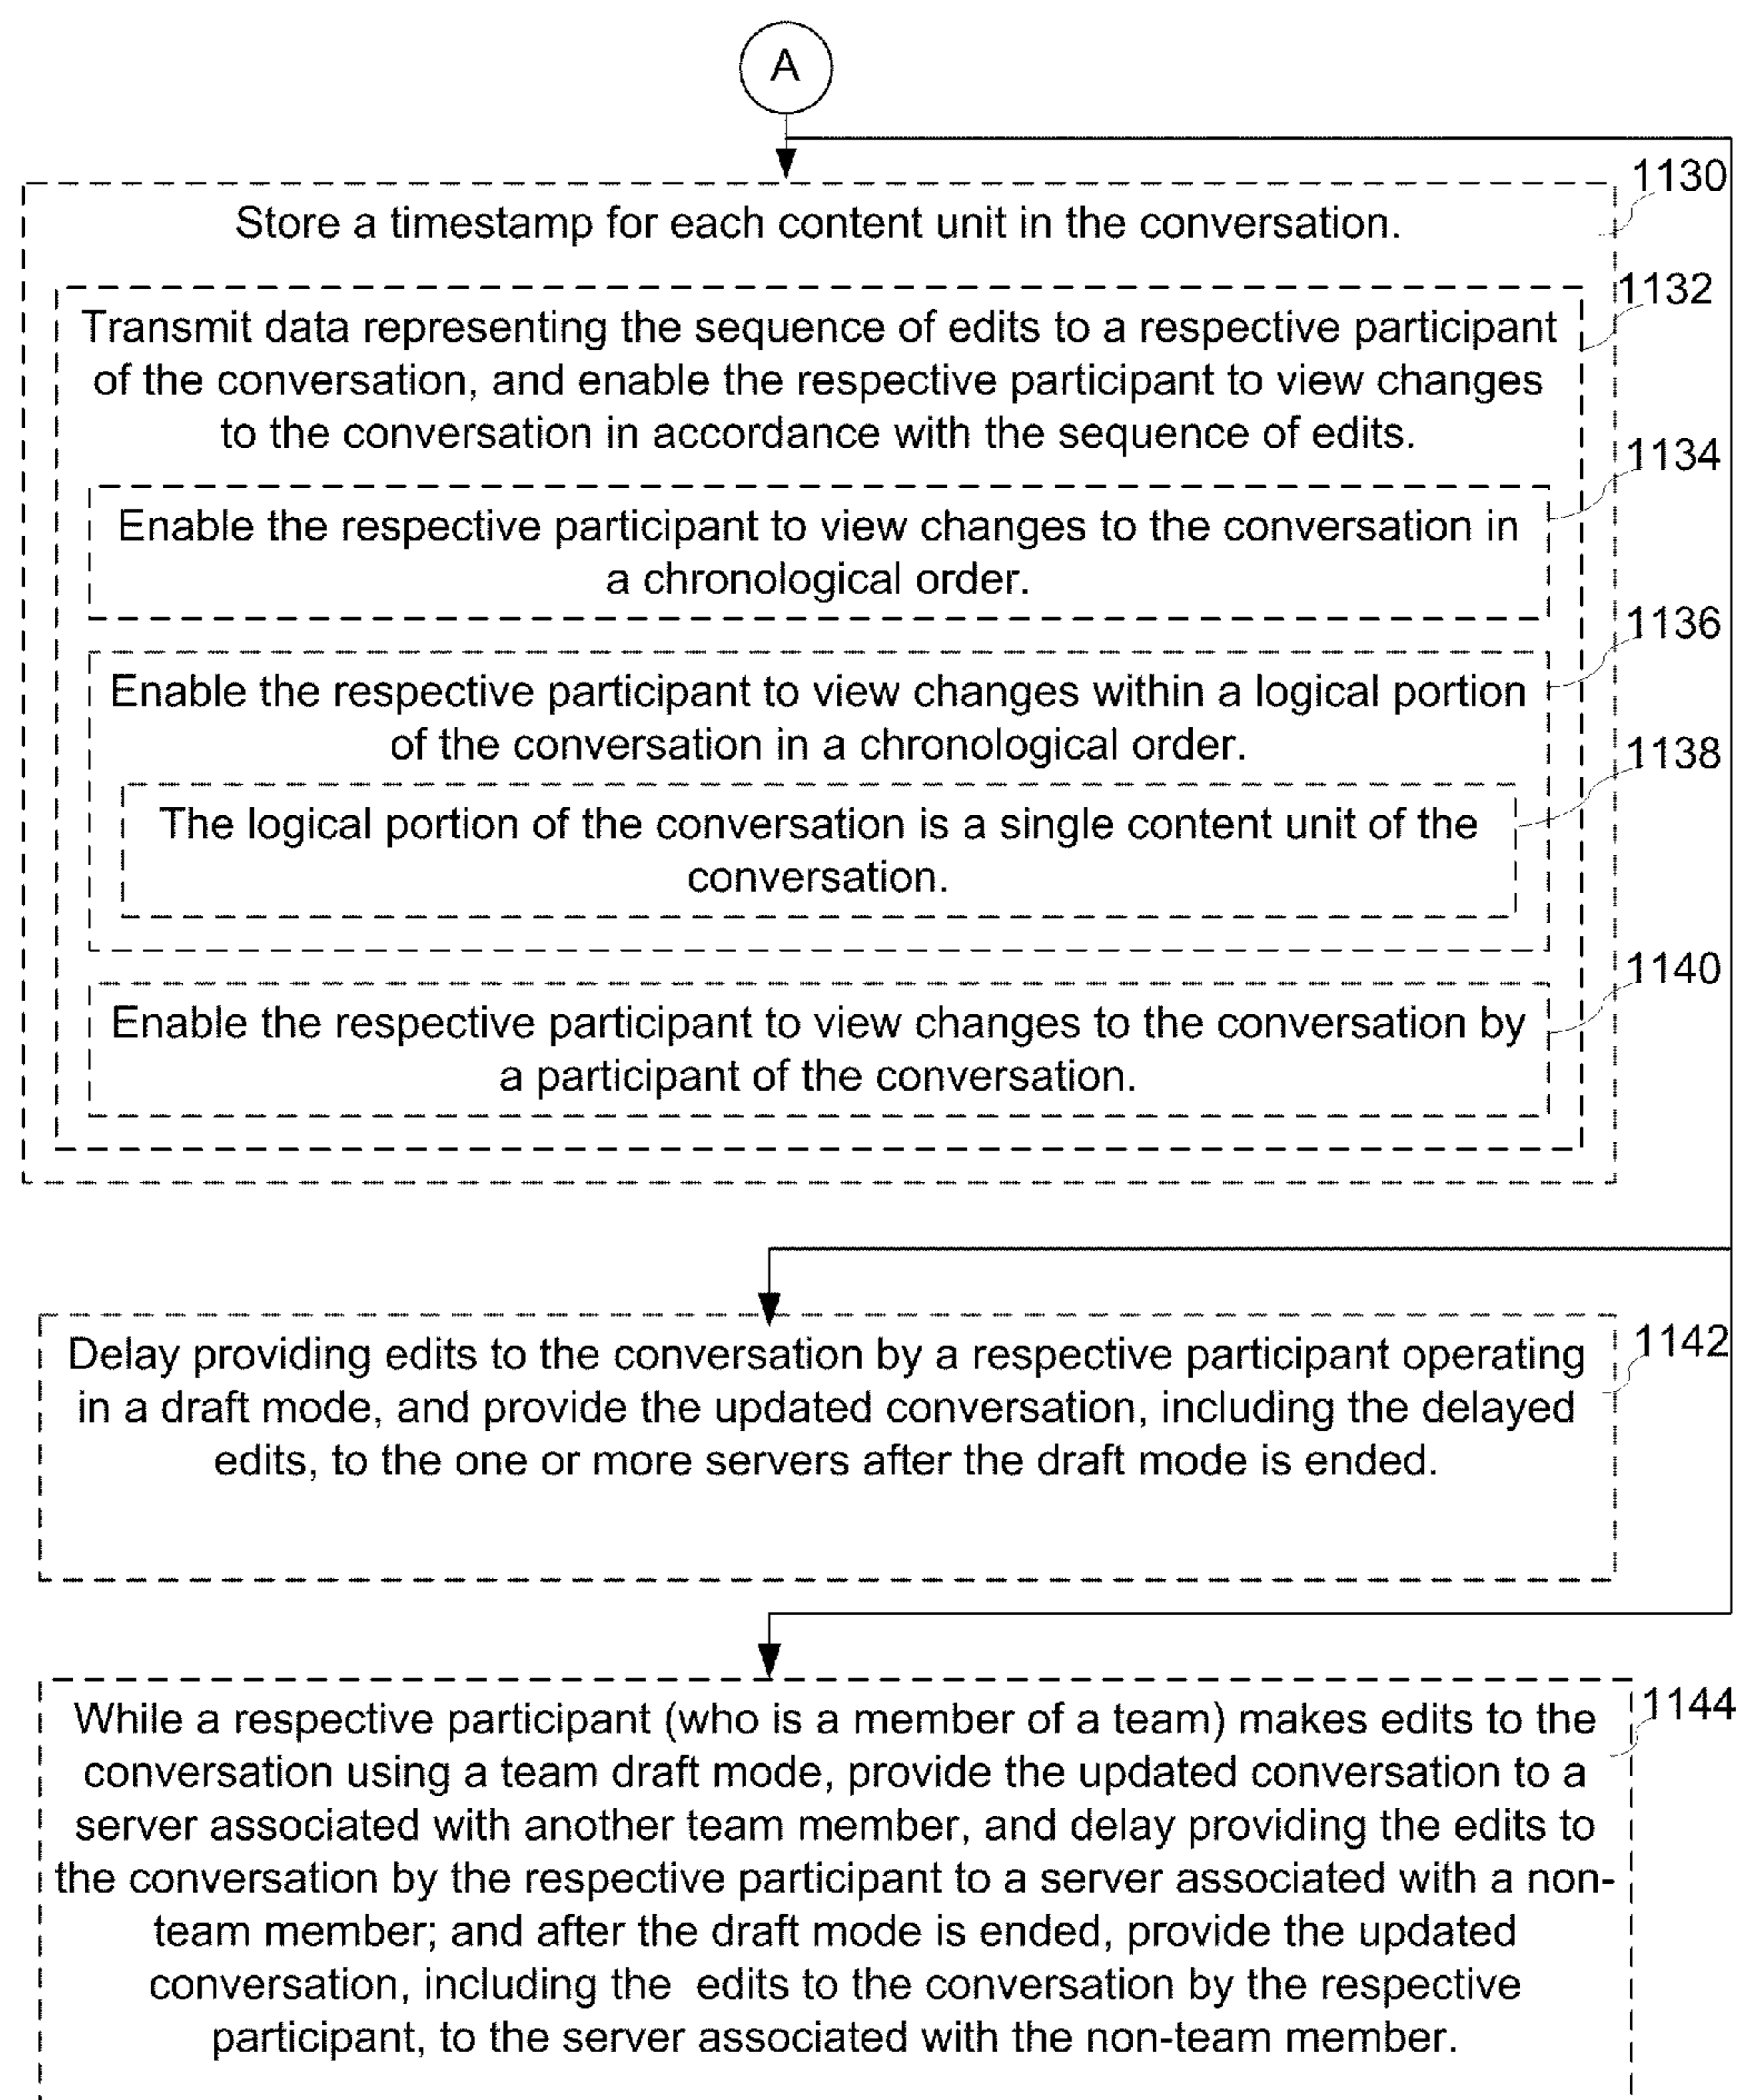 A
1130
Store a timestamp for each content unit in the conversation.
1132
Transmit data representing the sequence of edits to a respective participant
of the conversation, and enable the respective participant to view changes
to the conversation in accordance with the sequence of edits.
1134
Enable the respective participant to view changes to the conversation in
a chronological order.
1136
Enable the respective participant to view changes within a logical portion
of the conversation in a chronological order.
1138
The logical portion of the conversation is a single content unit of the
conversation.
1140
Enable the respective participant to view changes to the conversation by
a participant of the conversation.
1142
Delay providing edits to the conversation by a respective participant operating
in a draft mode, and provide the updated conversation, including the delayed
edits, to the one or more servers after the draft mode is ended.
1144
While a respective participant (who is a member of a team) makes edits to the
conversation using a team draft mode, provide the updated conversation to a
server associated with another team member, and delay providing the edits to
the conversation by the respective participant to a server associated with a non-
team member; and after the draft mode is ended, provide the updated
conversation, including the edits to the conversation by the respective
participant, to the server associated with the non-team member.